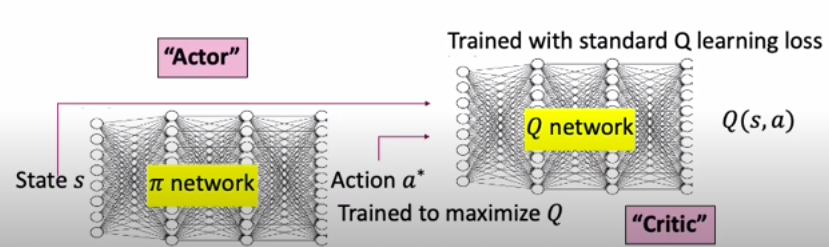 "Actor"
Trained with standard Q learning loss
Q network
Q(s, a)
State s
π network
Action a*
Trained to maximize Q
"Critic"